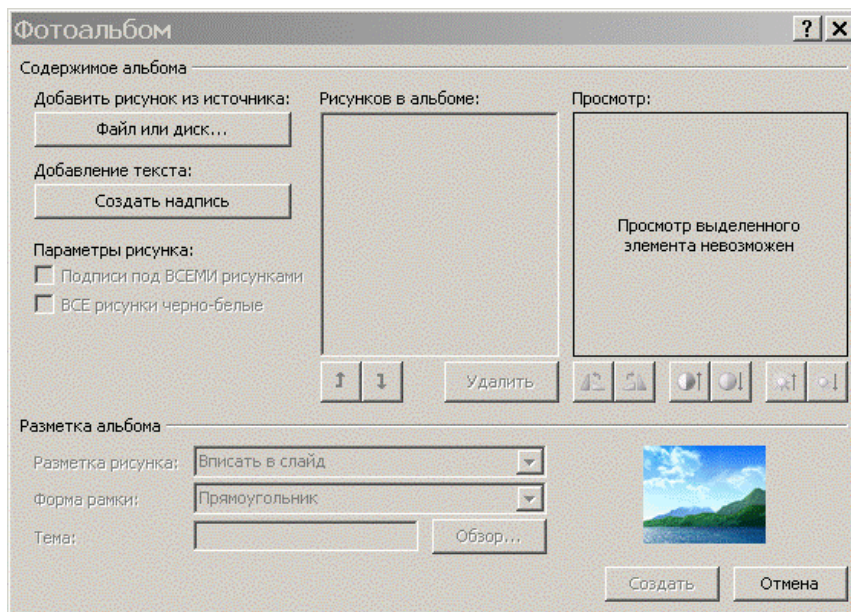 Фотоальбом
Содержимое альбома
Добавить рисунок из источника:
Файл или диск...
Добавление текста:
Создать надпись
Параметры рисунка:
Подписи под ВСЕМИ рисунками
ВСЕ рисунки черно-белые
Рисунков в альбоме:
Удалить
Просмотр:
Просмотр выделенного
элемента невозможен
Разметка альбома
Разметка рисунка:
Вписать в слайд
Форма рамки:
Прямоугольник
Тема:
Обзор...
Создать
Отмена